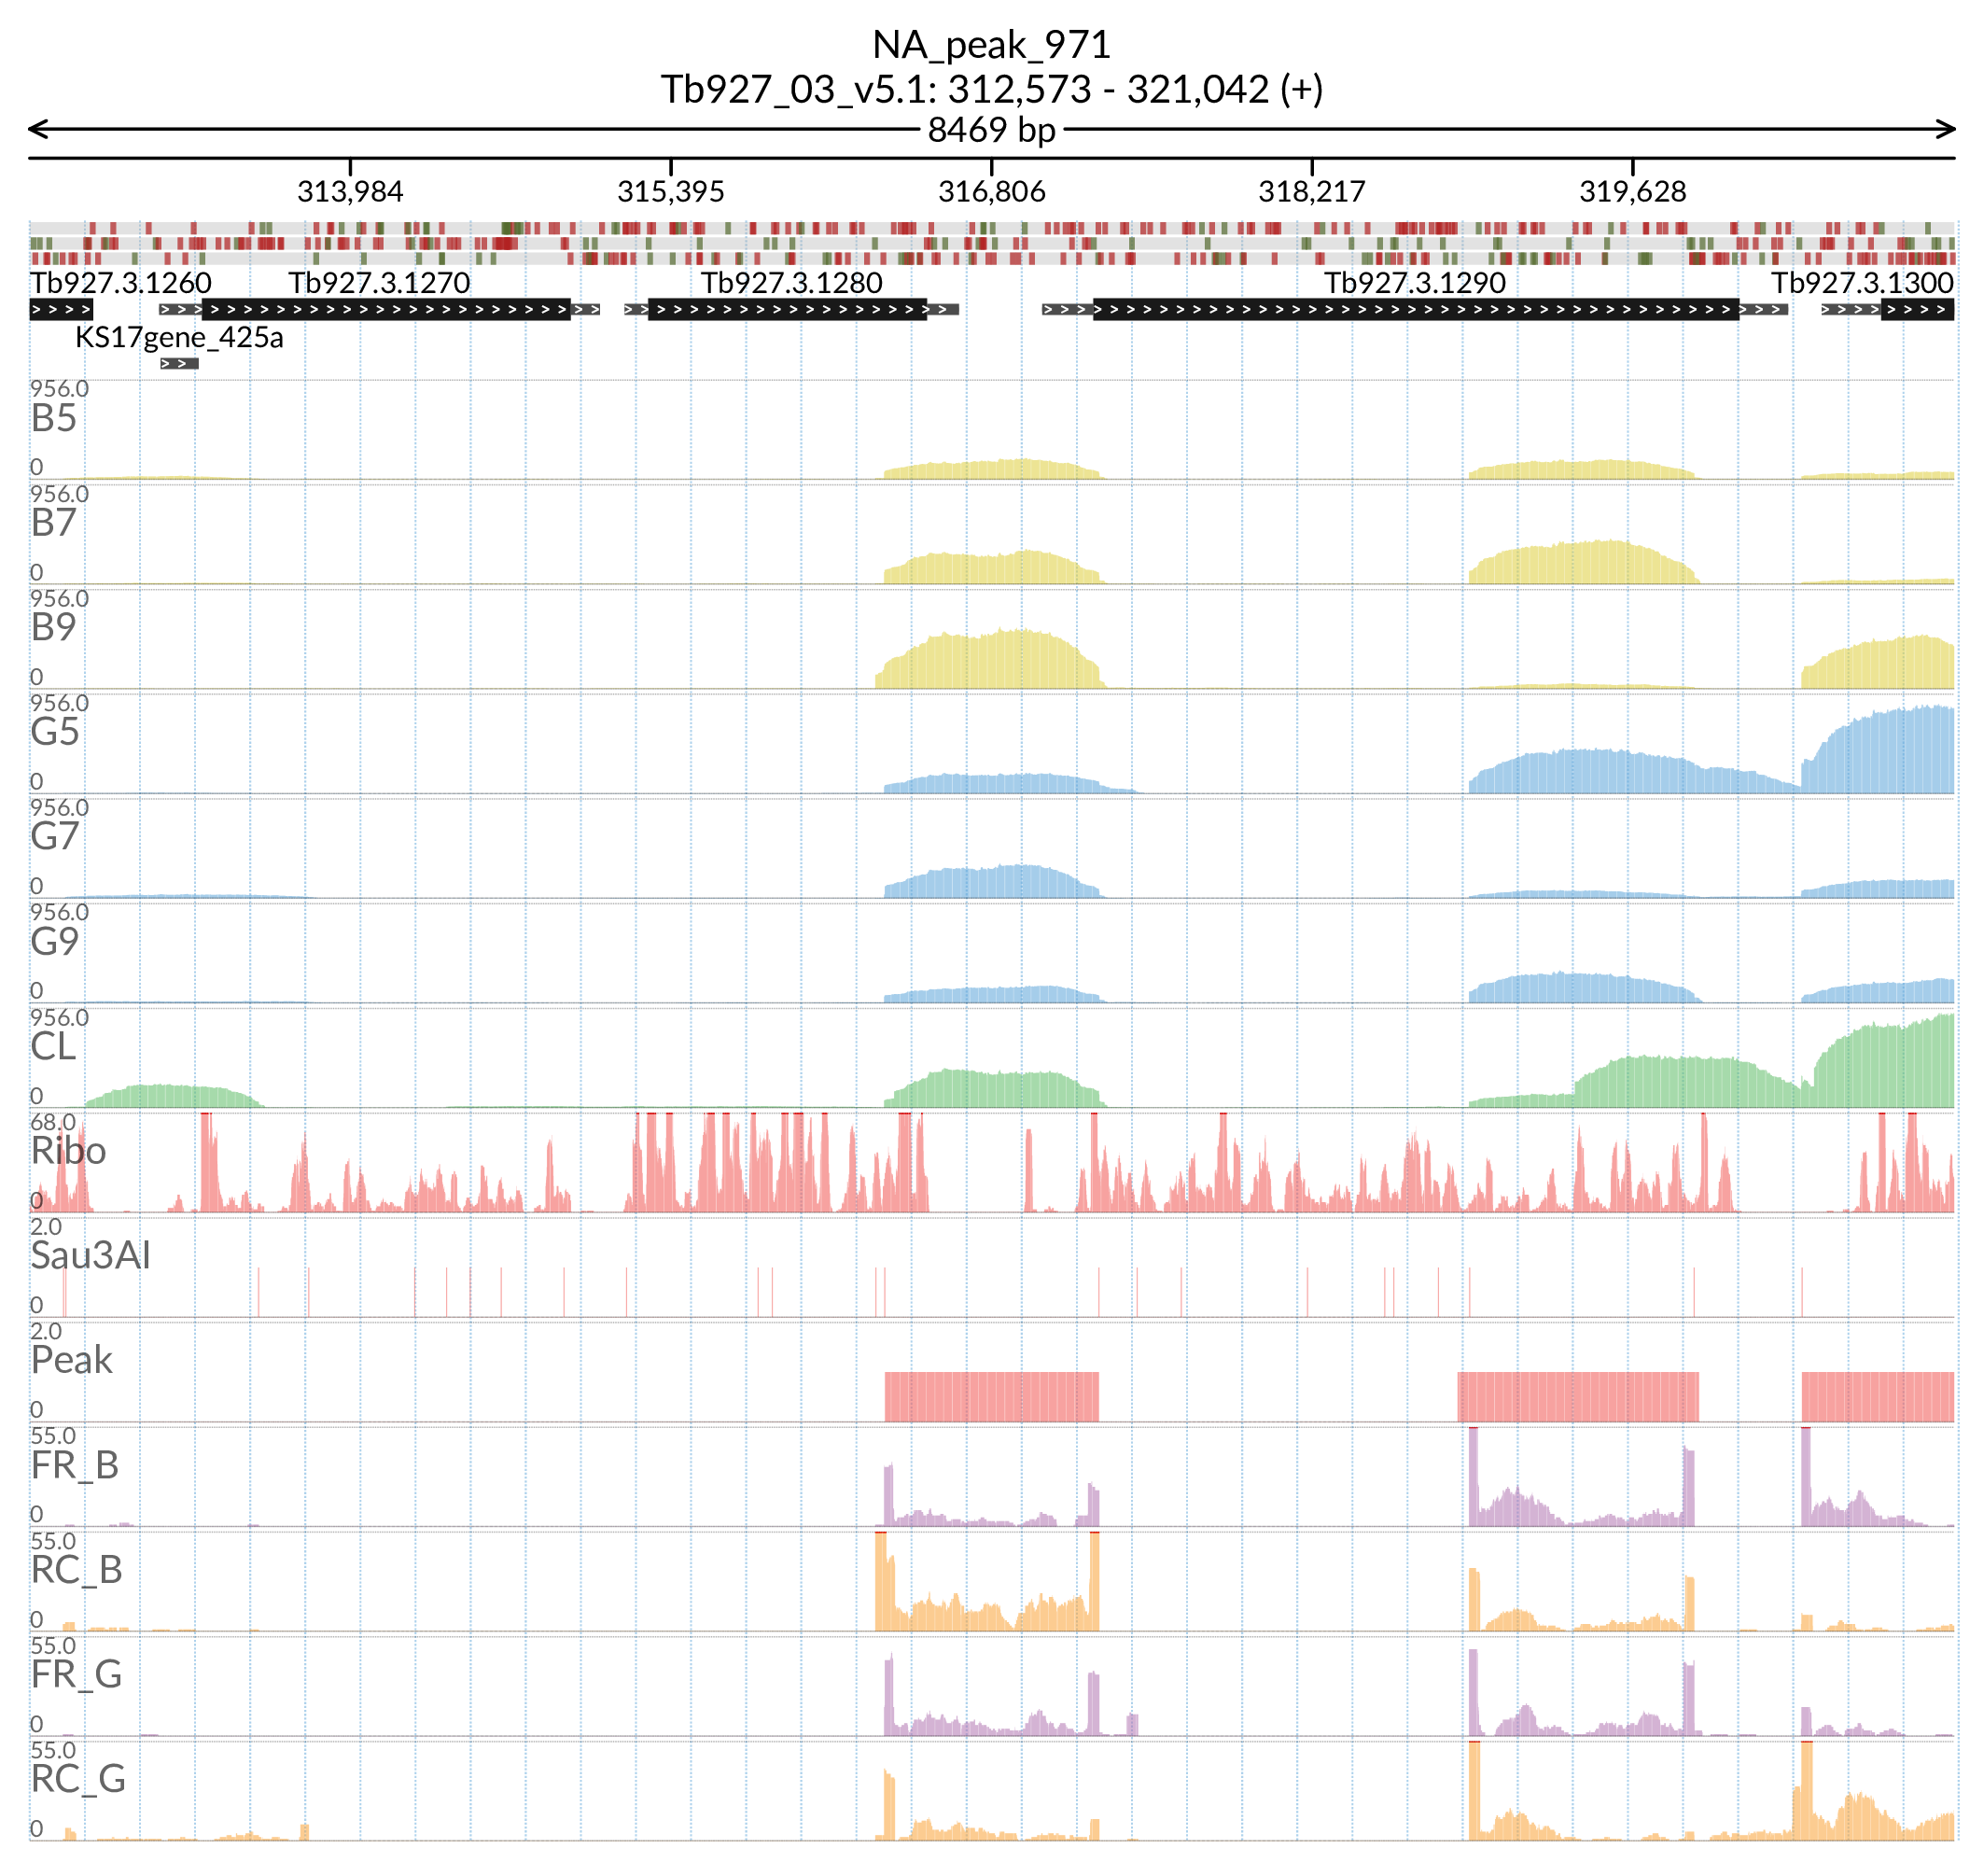 NA_peak_971
Tb927_03_v5.1: 312,573 - 321,042 (+)
8469 bp
313,984 315,395 316,806 318,217 319,628
Tb927.3.1260 Tb927.3.1270 Tb927.3.1280 Tb927.3.1290 Tb927.3.1300
KS17gene_425a
956.0
B5
0
956.0
B7
0
956.0
B9
0
956.0
G5
0
956.0
G7
0
956.0
G9
0
956.0
CL
0
68.0
Ribo
0
2.0
Sau3AI
0
2.0
Peak
0
55.0
FR_B
0
55.0
RC_B
0
55.0
FR_G
0
55.0
RC_G
0